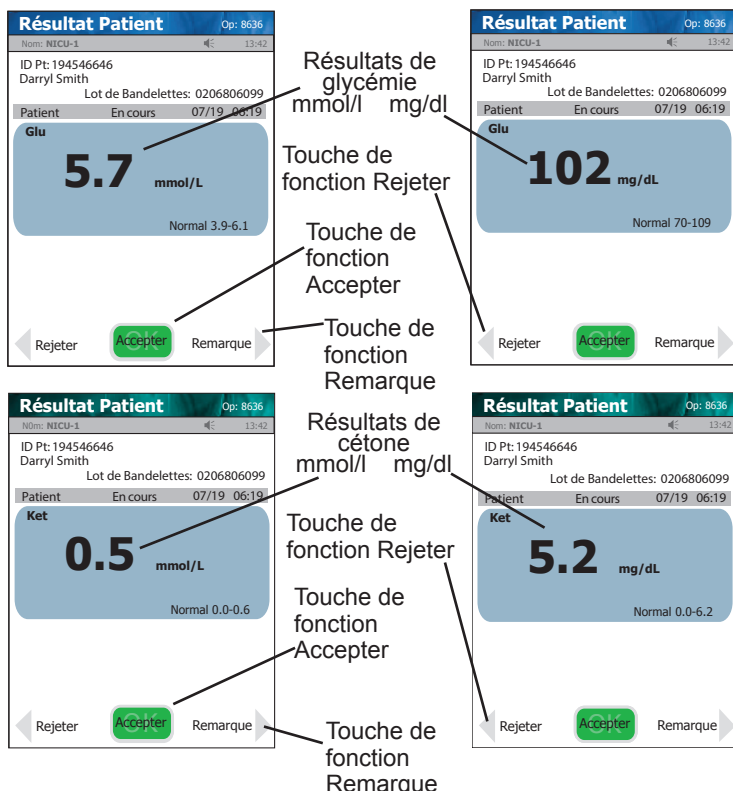 Résultat Patient Op: 8636
Nom: NICU-1 13:42
ID Pt: 194546646
Darryl Smith
Lot de Bandelettes: 0206806099
Patient En cours 07/19 06:19
Glu
5.7 mmol/L
Normal 3.9-6.1
Rejeter
OK
Accepter
Remarque
Résultats de
glycémie
mmol/l mg/dl
Touche de
fonction Rejeter
Touche de
fonction
Accepter
Touche de
fonction
Remarque
Résultat Patient Op: 8636
Nom: NICU-1 13:42
ID Pt: 194546646
Darryl Smith
Lot de Bandelettes: 0206806099
Patient En cours 07/19 06:19
Glu
102 mg/dL
Normal 70-109
Rejeter
OK
Accepter
Remarque
Résultat Patient Op: 8636
N0m: NICU-1 13:42
ID Pt: 194546646
Darryl Smith
Lot de Bandelettes: 0206806099
Patient En cours 07/19 06:19
Ket
0.5 mmol/L
Normal 0.0-0.6
Rejeter
OK
Accepter
Remarque
Résultats de
cétone
mmol/l mg/dl
Touche de
fonction Rejeter
Touche de
fonction
Accepter
Touche de
fonction
Remarque
Résultat Patient Op: 8636
Nom: NICU-1 13:42
ID Pt: 194546646
Darryl Smith
Lot de Bandelettes: 0206806099
Patient En cours 07/19 06:19
Ket
5.2 mg/dL
Normal 0.0-6.2
Rejeter
OK
Accepter
Remarque